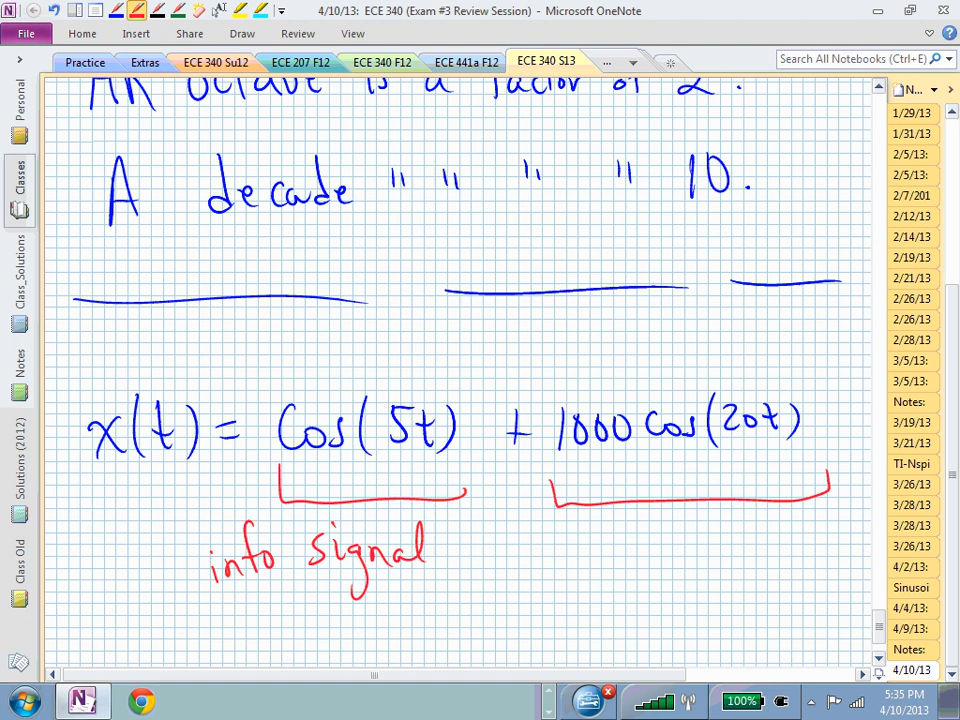 4/10/13: ECE 340 (Exam #3 Review Session) - Microsoft OneNote
File Home Insert Share Draw Review View
Practice Extras ECE 340 Su12 ECE 207 F12 ECE 340 F12 ECE 441a F12 ECE 340 S13 ... Search All Notebooks (Ctrl+E)
Personal
Classes
Class_Solutions
Notes
Solutions (2012)
Class Old
An octave is a factor of 2.
A decade " " " " 10.
x(t) = Cos(5t) + 1000 cos(20t)
info signal
N...
1/29/13
1/31/13
2/5/13:
2/5/13:
2/7/201
2/12/13
2/14/13
2/19/13
2/21/13
2/26/13
2/26/13
2/28/13
3/5/13:
3/5/13:
Notes:
3/19/13
3/21/13
TI-Nspi
3/26/13
3/28/13
3/28/13
3/26/13
4/2/13:
Sinusoi
4/4/13:
4/9/13:
Notes:
4/10/13
100%
5:35 PM
4/10/2013